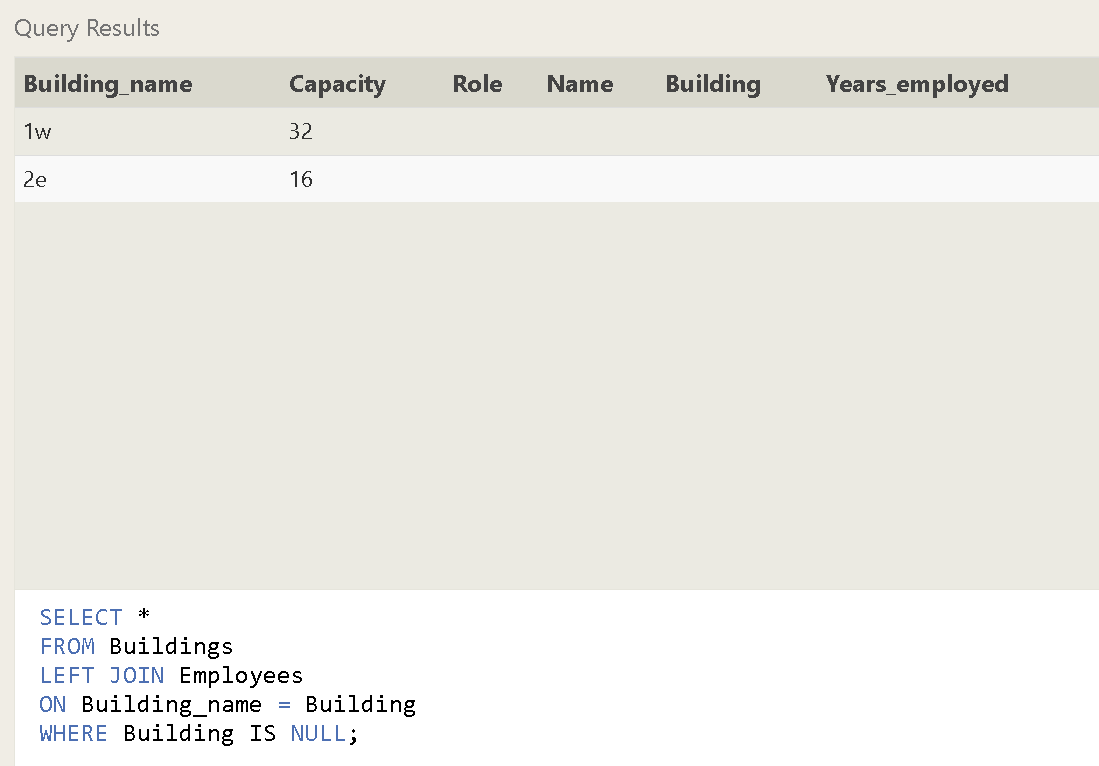 Query Results
Building_name Capacity Role Name Building Years_employed
1w 32
2e 16
SELECT *
FROM Buildings
LEFT JOIN Employees
ON Building_name = Building
WHERE Building IS NULL;